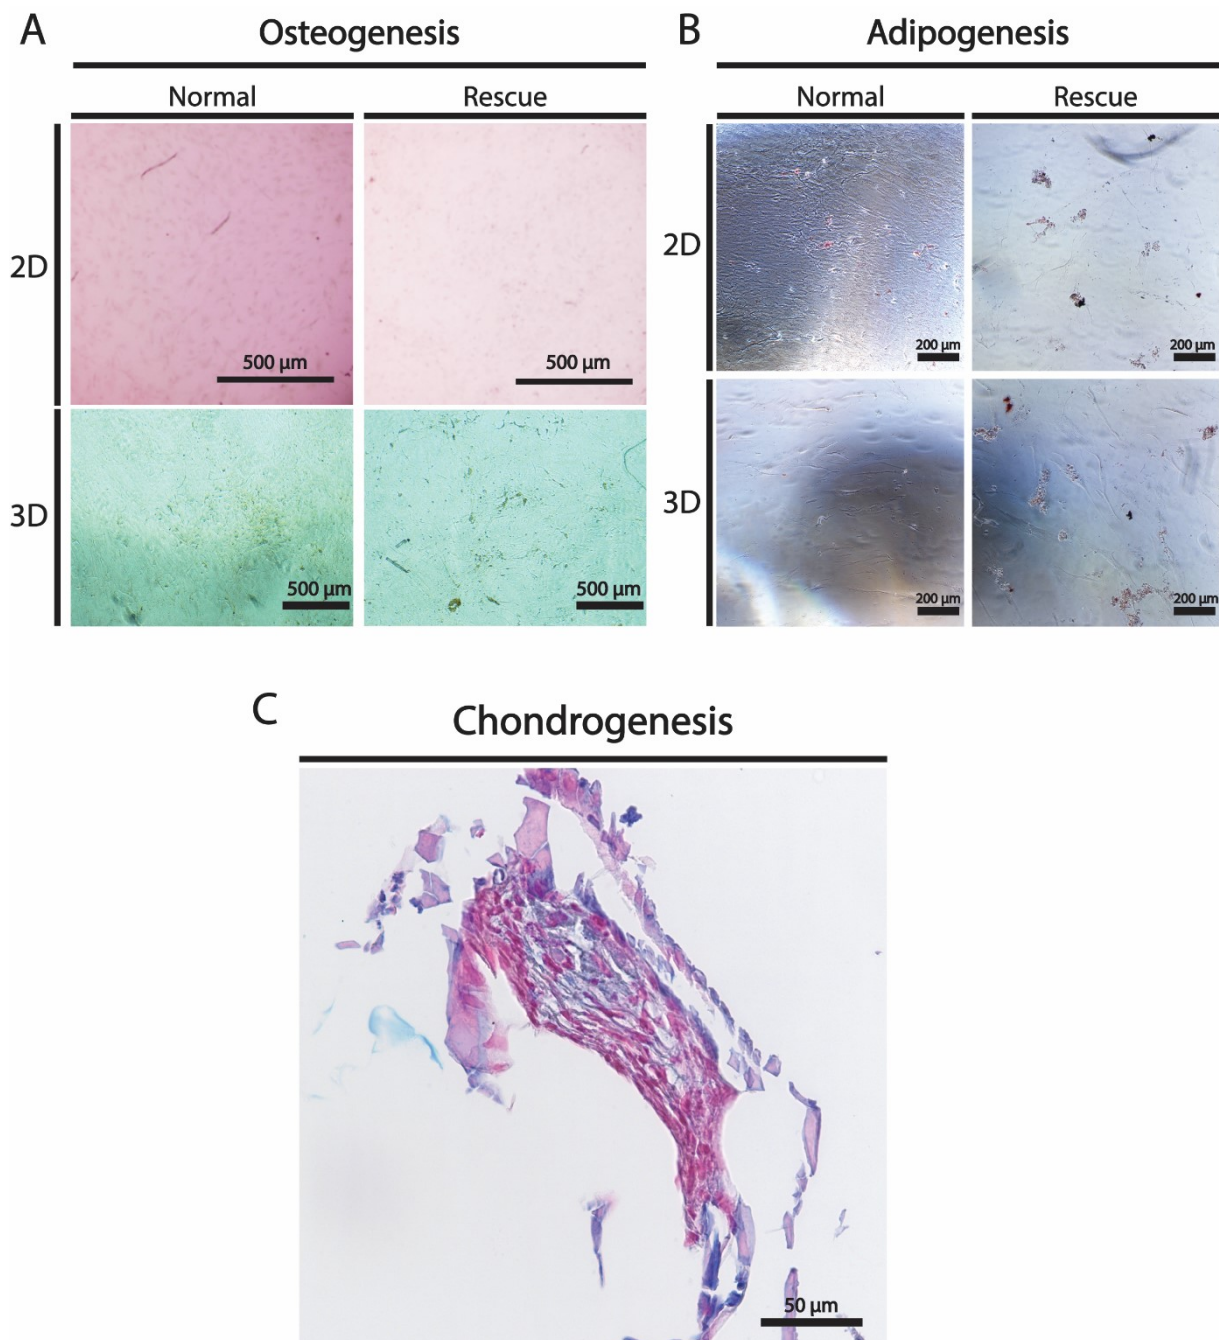 A
Osteogenesis
B
Adipogenesis
Normal
Rescue
Normal
Rescue
2D
500 µm
500 µm
2D
200 µm
200 µm
3D
500 µm
500 µm
3D
200 µm
200 µm
C
Chondrogenesis
50 µm